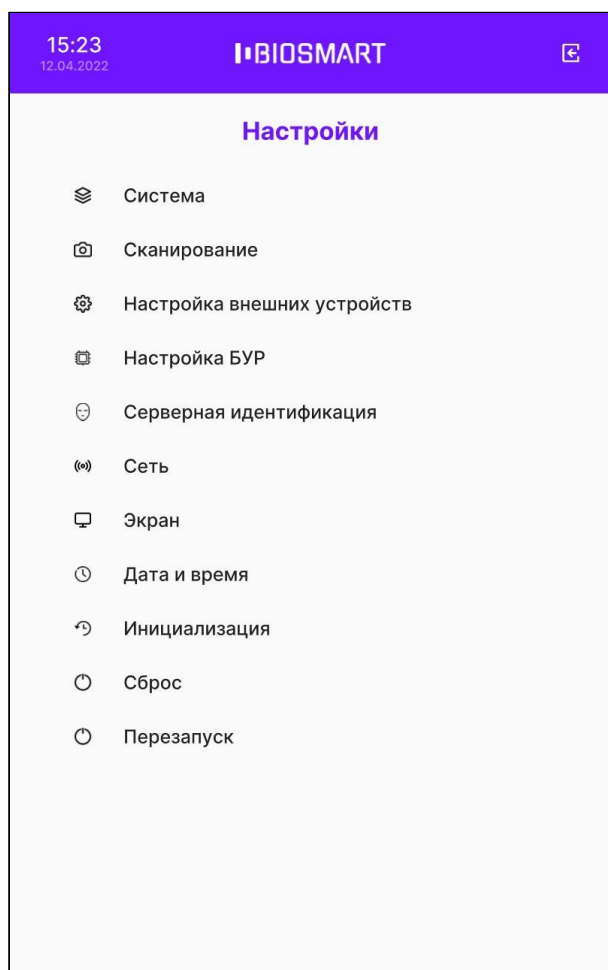 15:23
12.04.2022
BIOSMART
Настройки
Система
Сканирование
Настройка внешних устройств
Настройка БУР
Серверная идентификация
Сеть
Экран
Дата и время
Инициализация
Сброс
Перезапуск